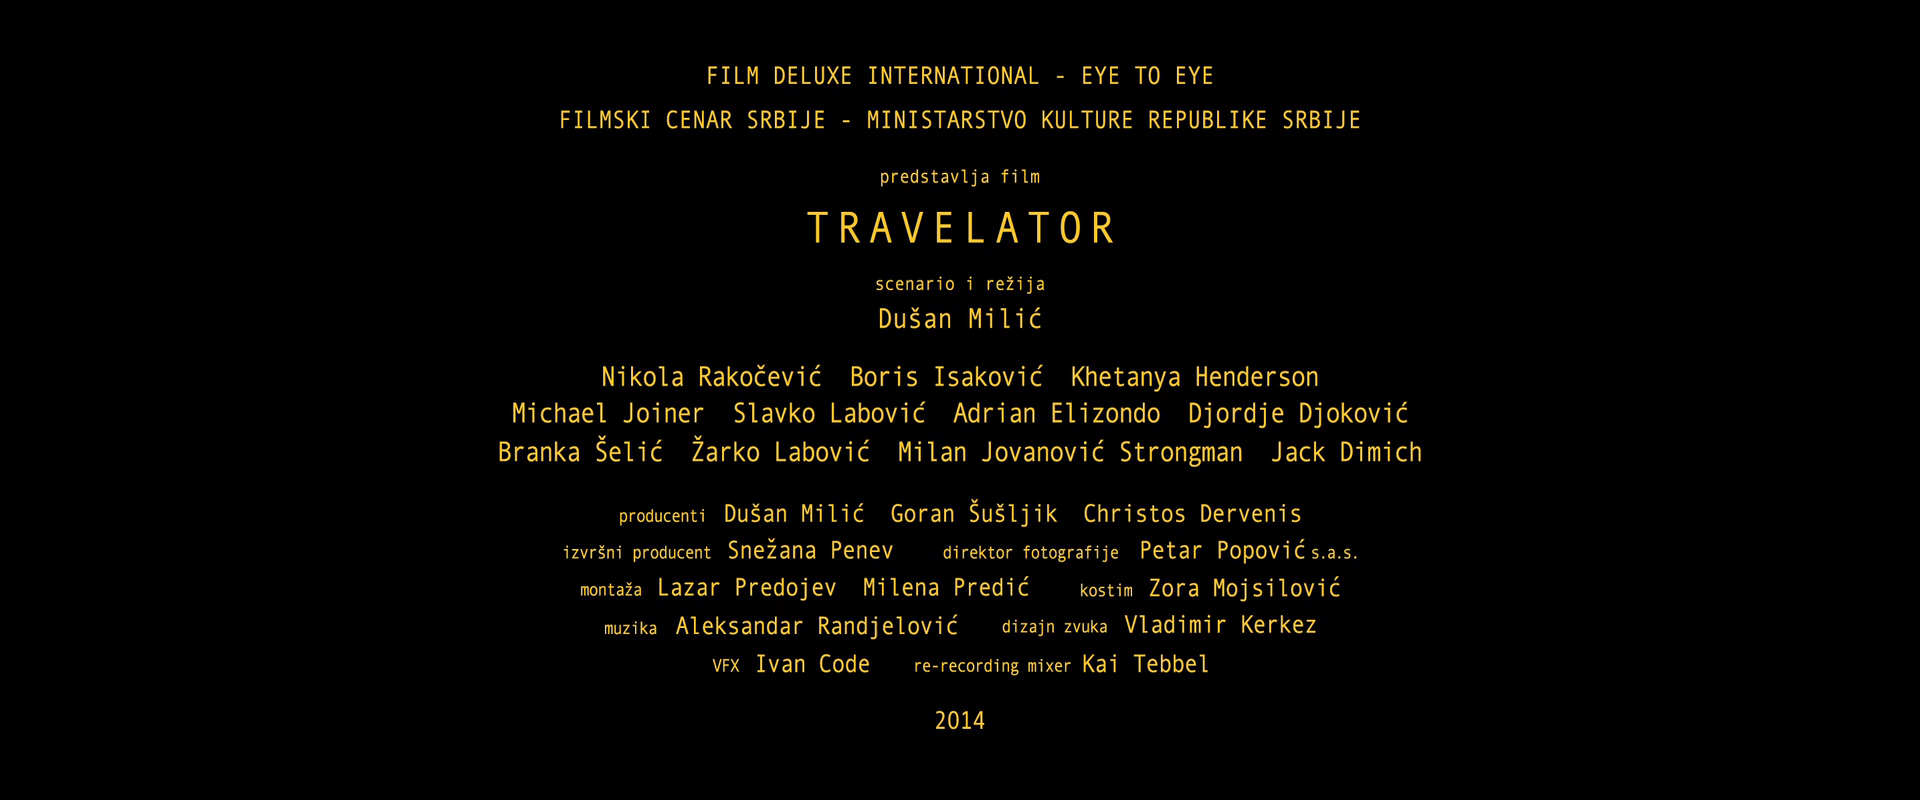 FILM DELUXE INTERNATIONAL - EYE TO EYE
FILMSKI CENAR SRBIJE - MINISTARSTVO KULTURE REPUBLIKE SRBIJE
predstavlja film
TRAVELATOR
scenario i režija
Dušan Milić
Nikola Rakočević Boris Isaković Khetanya Henderson
Michael Joiner Slavko Labović Adrian Elizondo Djordje Djoković
Branka Šelić Žarko Labović Milan Jovanović Strongman Jack Dimich
producenti Dušan Milić Goran Šušljik Christos Dervenis
izvršni producent Snežana Penev direktor fotografije Petar Popović s.a.s.
montaža Lazar Predojev Milena Predić kostim Zora Mojsilović
muzika Aleksandar Randjelović dizajn zvuka Vladimir Kerkez
VFX Ivan Code re-recording mixer Kai Tebbel
2014